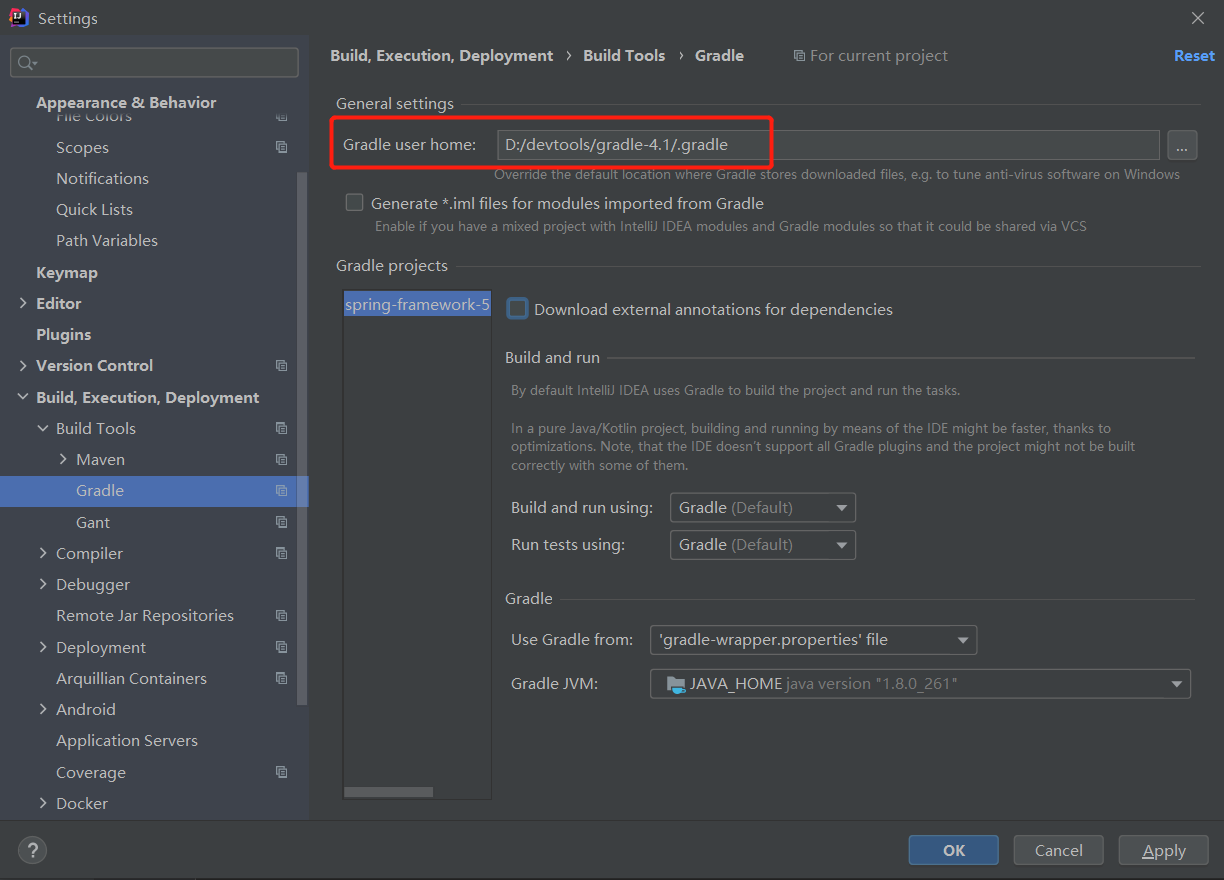 Settings
Build, Execution, Deployment › Build Tools › Gradle
For current project
Reset
Appearance & Behavior
File Colors
Scopes
Notifications
Quick Lists
Path Variables
Keymap
Editor
Plugins
Version Control
Build, Execution, Deployment
Build Tools
Maven
Gradle
Gant
Compiler
Debugger
Remote Jar Repositories
Deployment
Arquillian Containers
Android
Application Servers
Coverage
Docker
General settings
Gradle user home: D:/devtools/gradle-4.1/.gradle
...
Override the default location where Gradle stores downloaded files, e.g. to tune anti-virus software on Windows
Generate *.iml files for modules imported from Gradle
Enable if you have a mixed project with IntelliJ IDEA modules and Gradle modules so that it could be shared via VCS
Gradle projects
spring-framework-5
Download external annotations for dependencies
Build and run
By default IntelliJ IDEA uses Gradle to build the project and run the tasks.
In a pure Java/Kotlin project, building and running by means of the IDE might be faster, thanks to
optimizations. Note, that the IDE doesn't support all Gradle plugins and the project might not be built
correctly with some of them.
Build and run using: Gradle (Default)
Run tests using: Gradle (Default)
Gradle
Use Gradle from: 'gradle-wrapper.properties' file
Gradle JVM: JAVA_HOME java version "1.8.0_261"
?
OK
Cancel
Apply